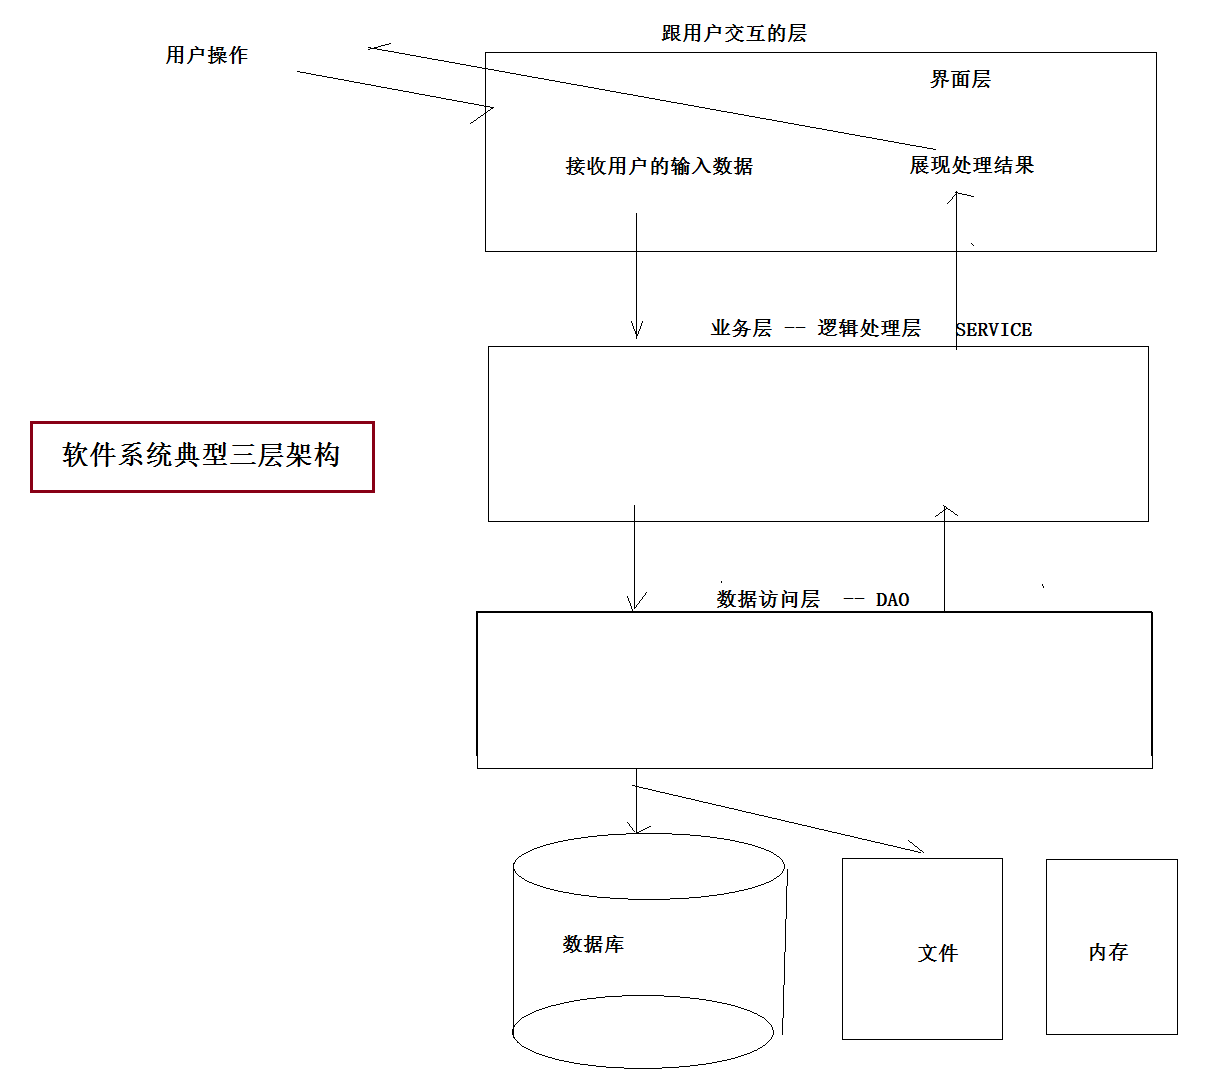 跟用户交互的层
用户操作
界面层
接收用户的输入数据
展现处理结果
业务层 -- 逻辑处理层 SERVICE
软件系统典型三层架构
数据访问层 -- DAO
数据库
文件
内存